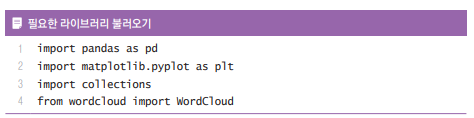 필요한 라이브러리 불러오기
1 import pandas as pd
2 import matplotlib.pyplot as plt
3 import collections
4 from wordcloud import WordCloud